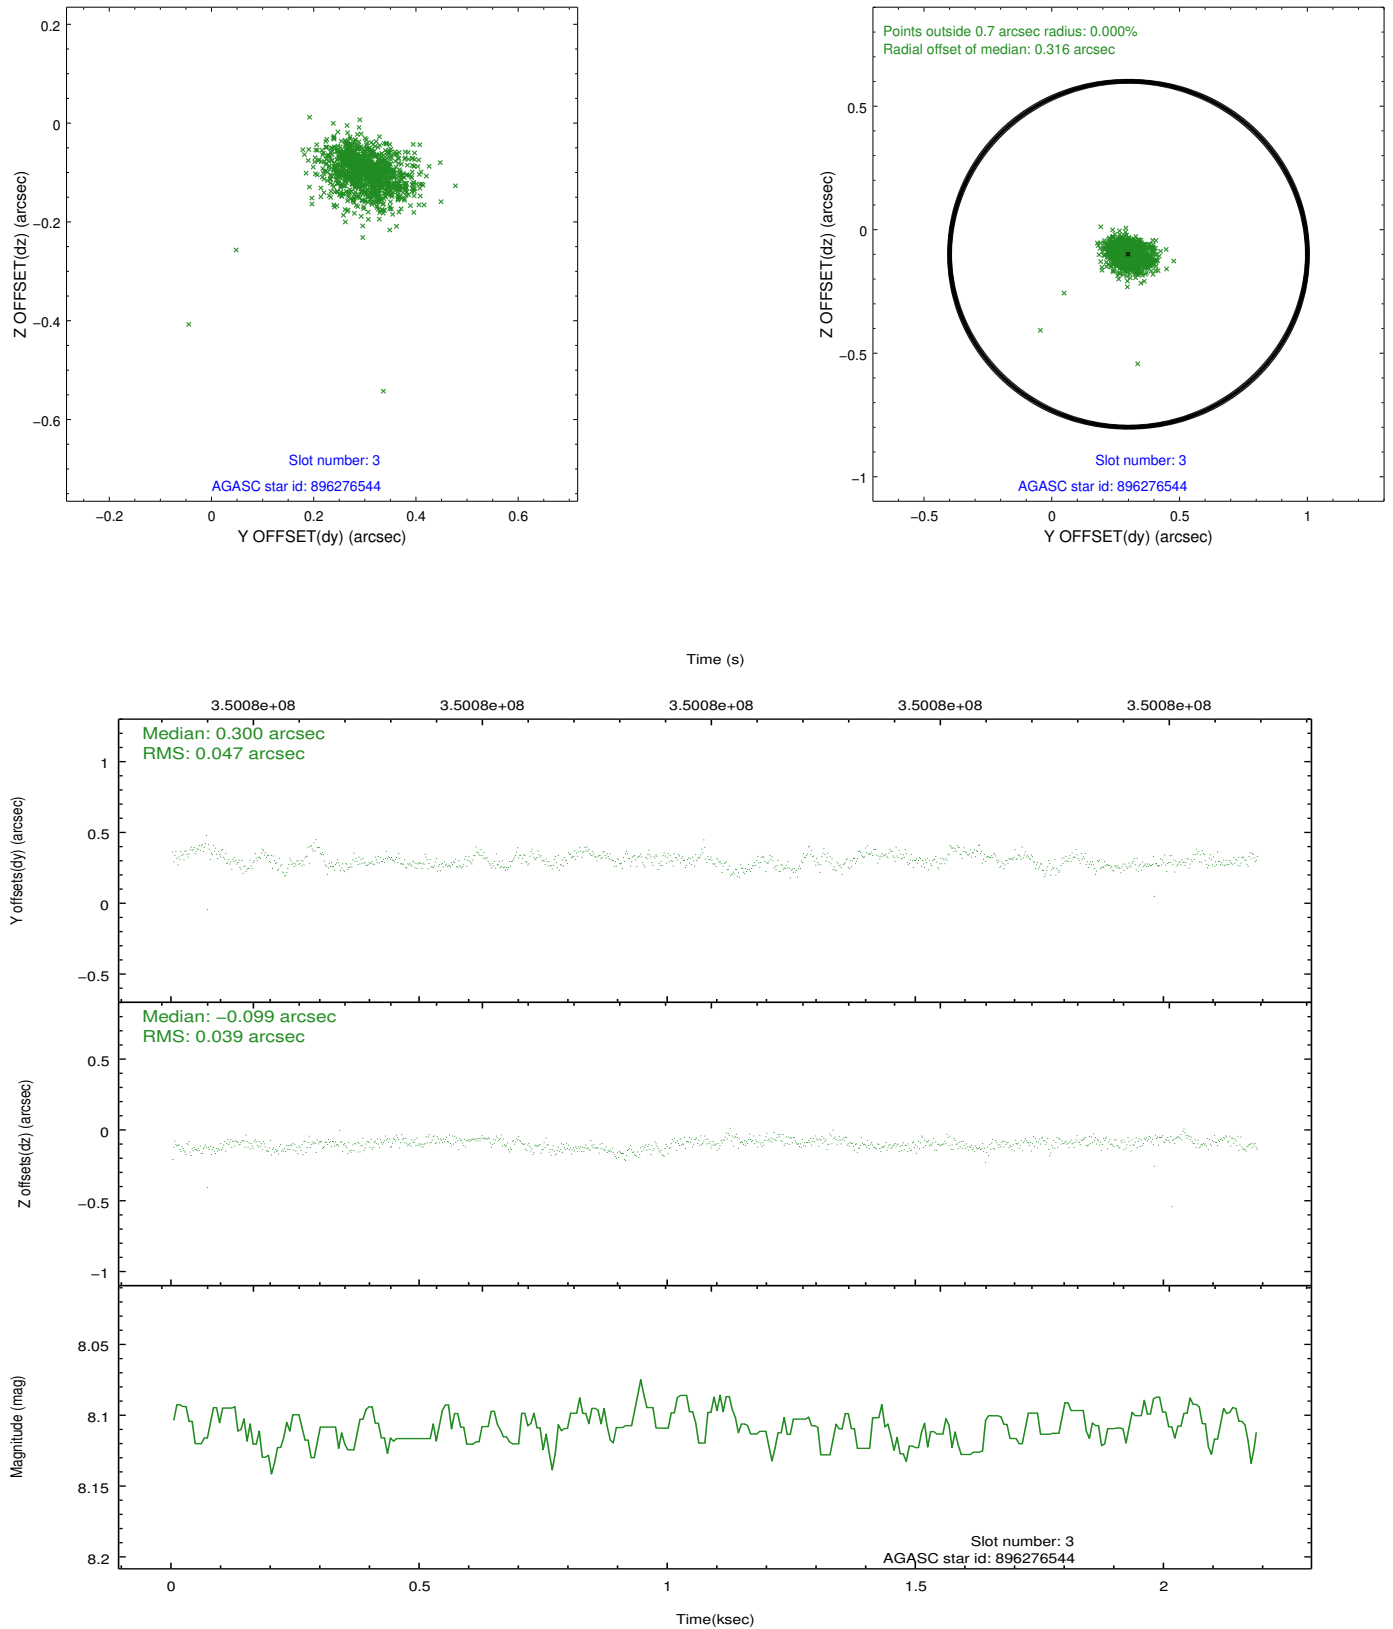 0.2
0
−0.2
−0.4
−0.6
Z OFFSET(dz) (arcsec)
Slot number: 3
AGASC star id: 896276544
−0.2
0
0.2
0.4
0.6
Y OFFSET(dy) (arcsec)
Points outside 0.7 arcsec radius: 0.000%
Radial offset of median: 0.316 arcsec
0.5
0
−0.5
−1
Z OFFSET(dz) (arcsec)
Slot number: 3
AGASC star id: 896276544
−0.5
0
0.5
1
Y OFFSET(dy) (arcsec)
Time (s)
3.5008e+08
3.5008e+08
3.5008e+08
3.5008e+08
3.5008e+08
Median: 0.300 arcsec
RMS: 0.047 arcsec
1
0.5
0
−0.5
Y offsets(dy) (arcsec)
Median: −0.099 arcsec
RMS: 0.039 arcsec
0.5
0
−0.5
−1
Z offsets(dz) (arcsec)
8.05
8.1
8.15
8.2
Magnitude (mag)
Slot number: 3
AGASC star id: 896276544
0
0.5
1
1.5
2
Time(ksec)